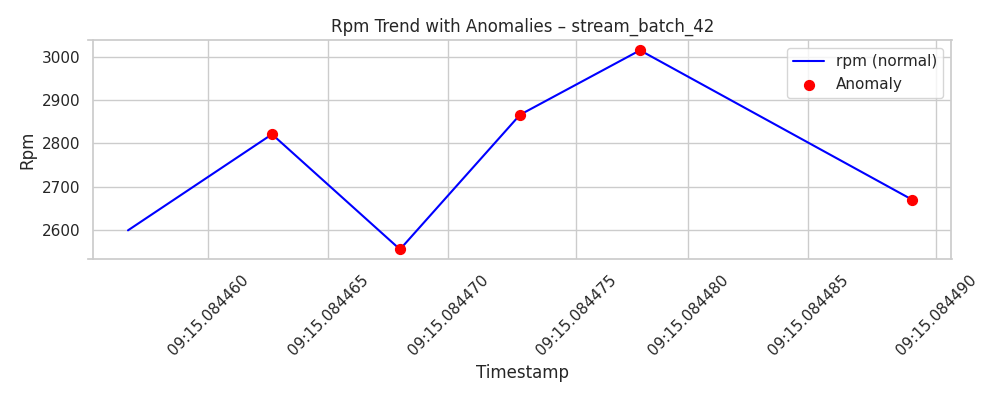 Rpm Trend with Anomalies – stream_batch_42
3000
2900
2800
2700
2600
Rpm
rpm (normal)
Anomaly
09:15.084460
09:15.084465
09:15.084470
09:15.084475
09:15.084480
09:15.084485
09:15.084490
Timestamp